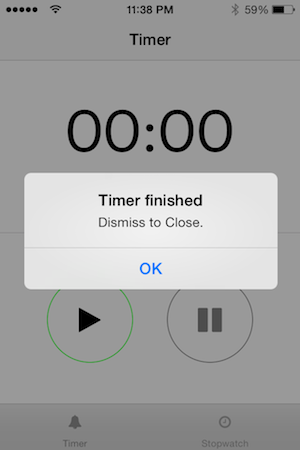 11:38 PM
59%
Timer
00:00
Timer finished
Dismiss to Close.
OK
Timer
Stopwatch